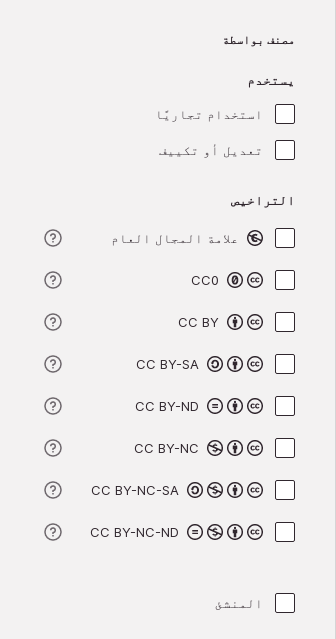 مصنف بواسطة
يستخدم
استخدام تجاريًا
تعديل أو تكييف
التراخيص
علامة المجال العام
CC0
CC BY
CC BY-SA
CC BY-ND
CC BY-NC
CC BY-NC-SA
CC BY-NC-ND
المنشئ